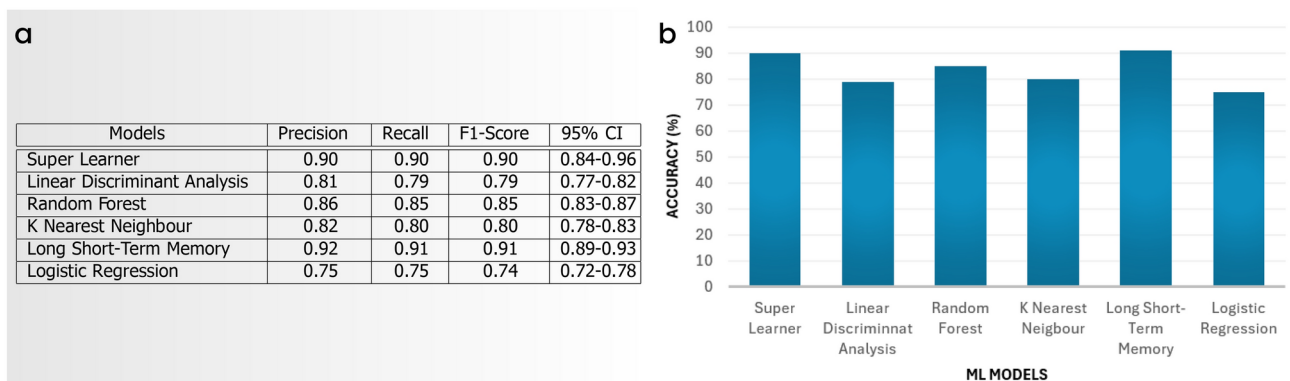 a
Models Precision Recall F1-Score 95% CI
Super Learner 0.90 0.90 0.90 0.84-0.96
Linear Discriminant Analysis 0.81 0.79 0.79 0.77-0.82
Random Forest 0.86 0.85 0.85 0.83-0.87
K Nearest Neighbour 0.82 0.80 0.80 0.78-0.83
Long Short-Term Memory 0.92 0.91 0.91 0.89-0.93
Logistic Regression 0.75 0.75 0.74 0.72-0.78
b
ACCURACY (%)
100
90
80
70
60
50
40
30
20
10
0
Super
Learner
Linear
Discriminnat
Analysis
Random
Forest
K Nearest
Neigbour
Long Short-
Term
Memory
Logistic
Regression
ML MODELS